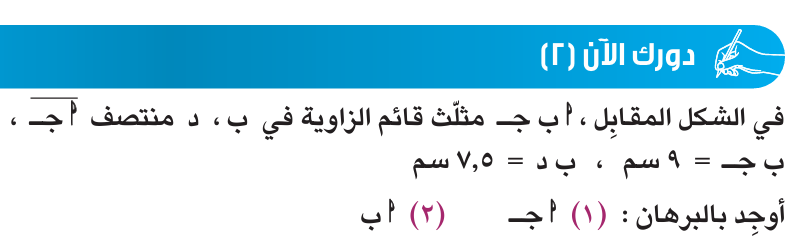 دورك الآن (٢)
في الشكل المقابِل ، أ ب جـ مثلّث قائم الزاوية في ب ، د منتصف أ جـ ،
ب جـ = ٩ سم ، ب د = ٧,٥ سم
أوجِد بالبرهان : (١) أ جـ (٢) أ ب